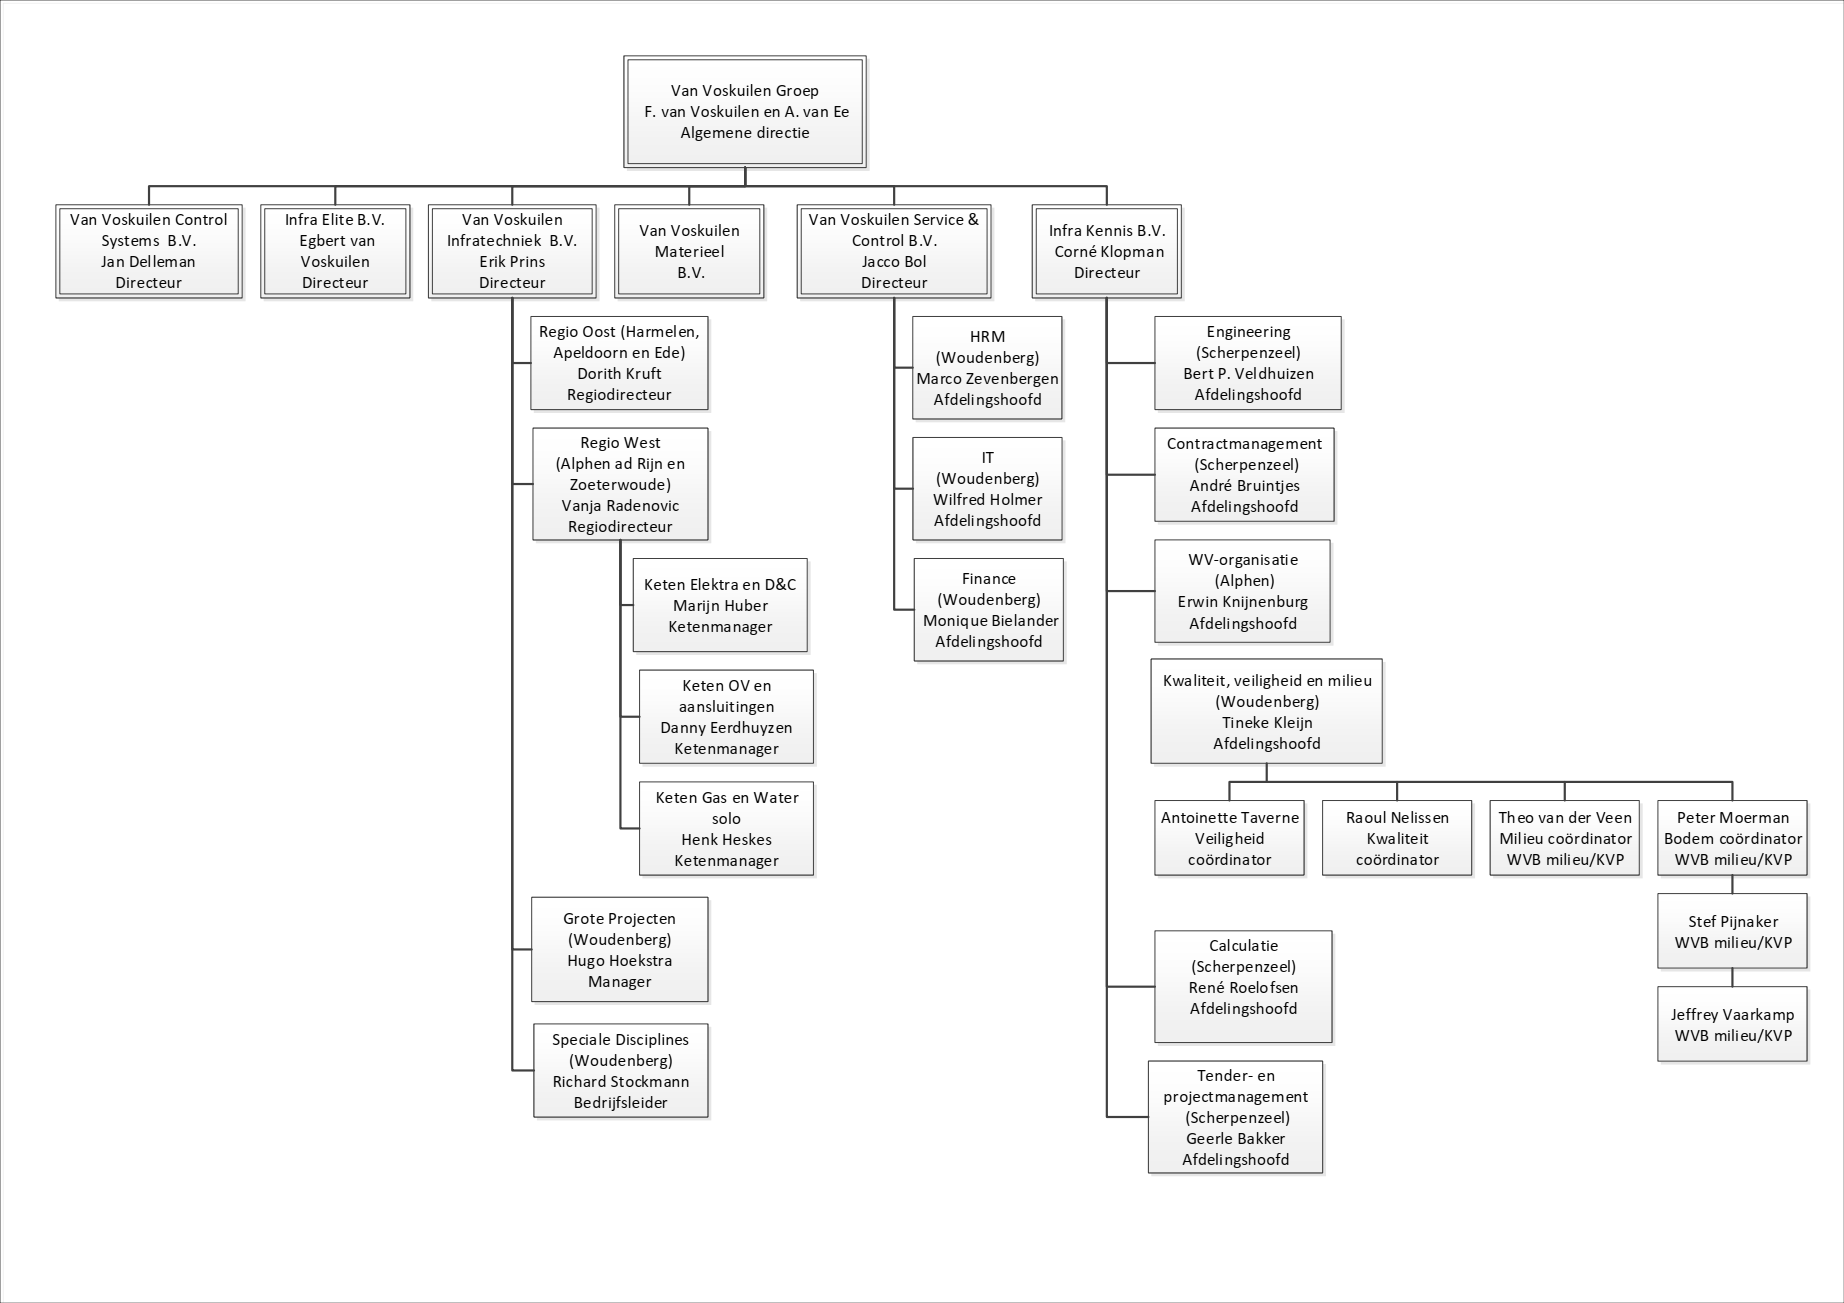 Van Voskuilen Groep
F. van Voskuilen en A. van Ee
Algemene directie
Van Voskuilen Control
Systems B.V.
Jan Delleman
Directeur
Infra Elite B.V.
Egbert van
Voskuilen
Directeur
Van Voskuilen
Infratechniek B.V.
Erik Prins
Directeur
Van Voskuilen
Materieel
B.V.
Van Voskuilen Service &
Control B.V.
Jacco Bol
Directeur
Infra Kennis B.V.
Corné Klopman
Directeur
Regio Oost (Harmelen,
Apeldoorn en Ede)
Dorith Kruft
Regiodirecteur
Regio West
(Alphen ad Rijn en
Zoeterwoude)
Vanja Radenovic
Regiodirecteur
Keten Elektra en D&C
Marijn Huber
Ketenmanager
Keten OV en
aansluitingen
Danny Eerdhuyzen
Ketenmanager
Keten Gas en Water
solo
Henk Heskes
Ketenmanager
Grote Projecten
(Woudenberg)
Hugo Hoekstra
Manager
Speciale Disciplines
(Woudenberg)
Richard Stockmann
Bedrijfsleider
HRM
(Woudenberg)
Marco Zevenbergen
Afdelingshoofd
IT
(Woudenberg)
Wilfred Holmer
Afdelingshoofd
Finance
(Woudenberg)
Monique Bielander
Afdelingshoofd
Engineering
(Scherpenzeel)
Bert P. Veldhuizen
Afdelingshoofd
Contractmanagement
(Scherpenzeel)
André Bruintjes
Afdelingshoofd
WV-organisatie
(Alphen)
Erwin Knijnenburg
Afdelingshoofd
Kwaliteit, veiligheid en milieu
(Woudenberg)
Tineke Kleijn
Afdelingshoofd
Antoinette Taverne
Veiligheid
coördinator
Raoul Nelissen
Kwaliteit
coördinator
Theo van der Veen
Milieu coördinator
WVB milieu/KVP
Peter Moerman
Bodem coördinator
WVB milieu/KVP
Stef Pijnaker
WVB milieu/KVP
Jeffrey Vaarkamp
WVB milieu/KVP
Calculatie
(Scherpenzeel)
René Roelofsen
Afdelingshoofd
Tender- en
projectmanagement
(Scherpenzeel)
Geerle Bakker
Afdelingshoofd